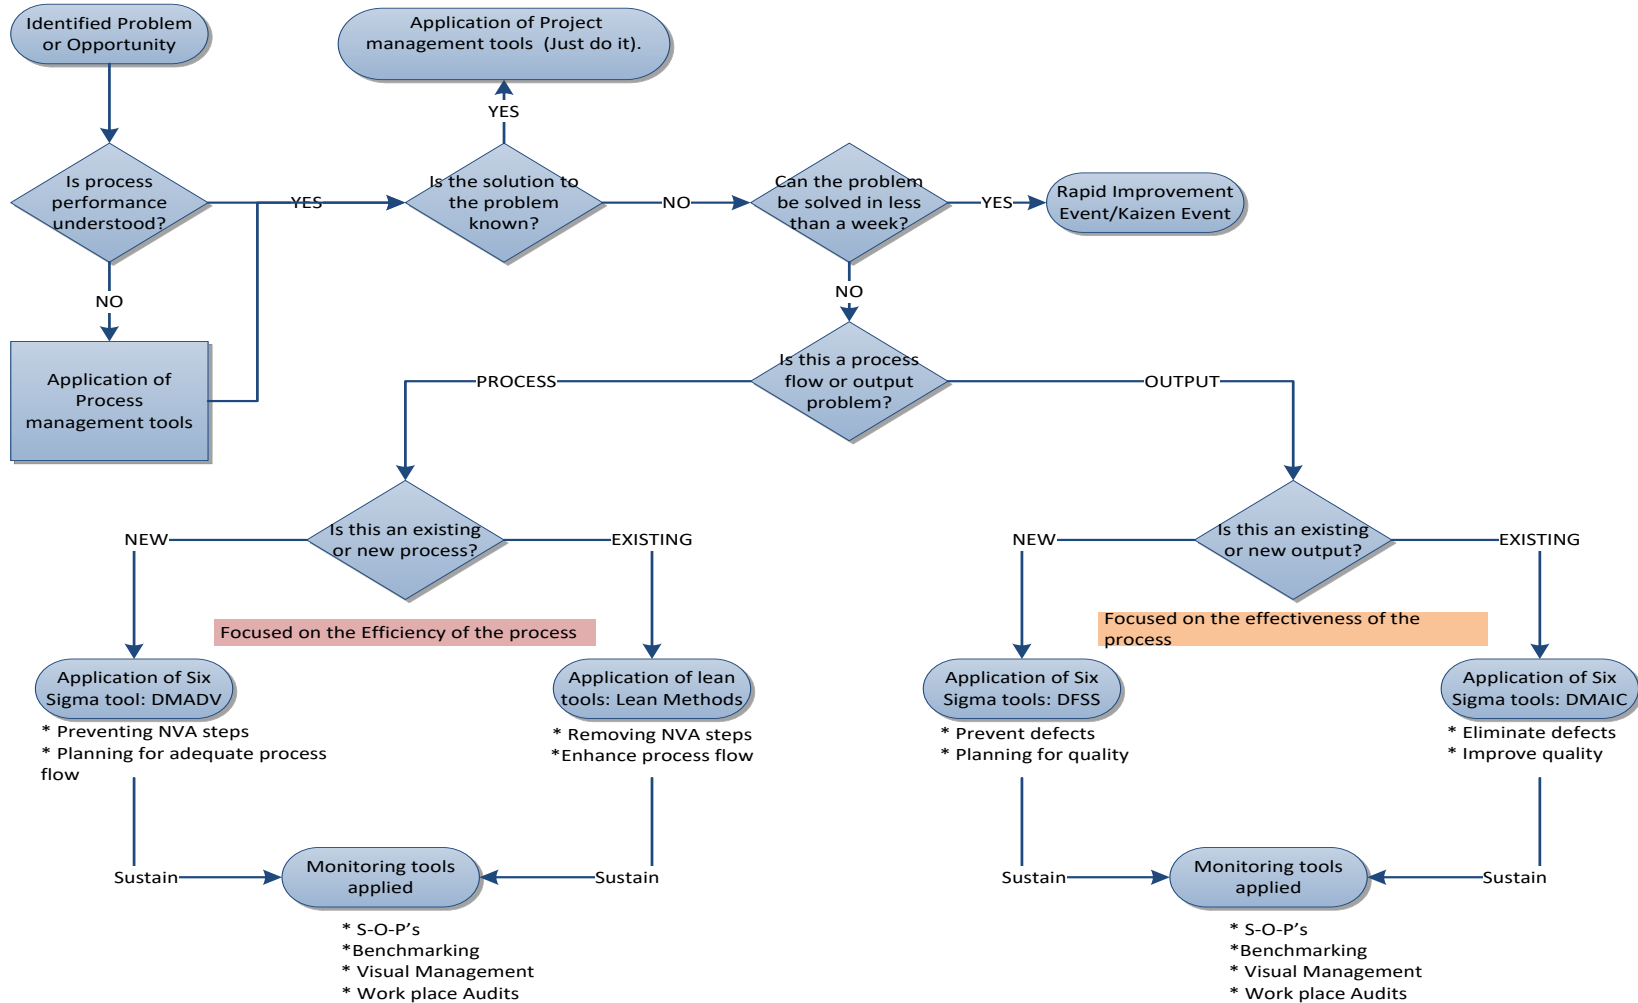 Identified Problem
or Opportunity
Application of Project
management tools  (Just do it).
YES
Is process
performance
understood?
YES
Is the solution to
the problem
known?
NO
Can the problem
be solved in less
than a week?
YES
Rapid Improvement
Event/Kaizen Event
NO
NO
Application of
Process
management tools
Is this a process
flow or output
problem?
PROCESS
OUTPUT
NEW
Is this an existing
or new process?
EXISTING
NEW
Is this an existing
or new output?
EXISTING
Focused on the Efficiency of the process
Focused on the effectiveness of the
process
Application of Six
Sigma tool: DMADV
Application of lean
tools: Lean Methods
Application of Six
Sigma tools: DFSS
Application of Six
Sigma tools: DMAIC
* Preventing NVA steps
* Planning for adequate process
flow
* Removing NVA steps
*Enhance process flow
* Prevent defects
* Planning for quality
* Eliminate defects
* Improve quality
Sustain
Monitoring tools
applied
Sustain
Sustain
Monitoring tools
applied
Sustain
* S-O-P's
*Benchmarking
* Visual Management
* Work place Audits
* S-O-P's
*Benchmarking
* Visual Management
* Work place Audits